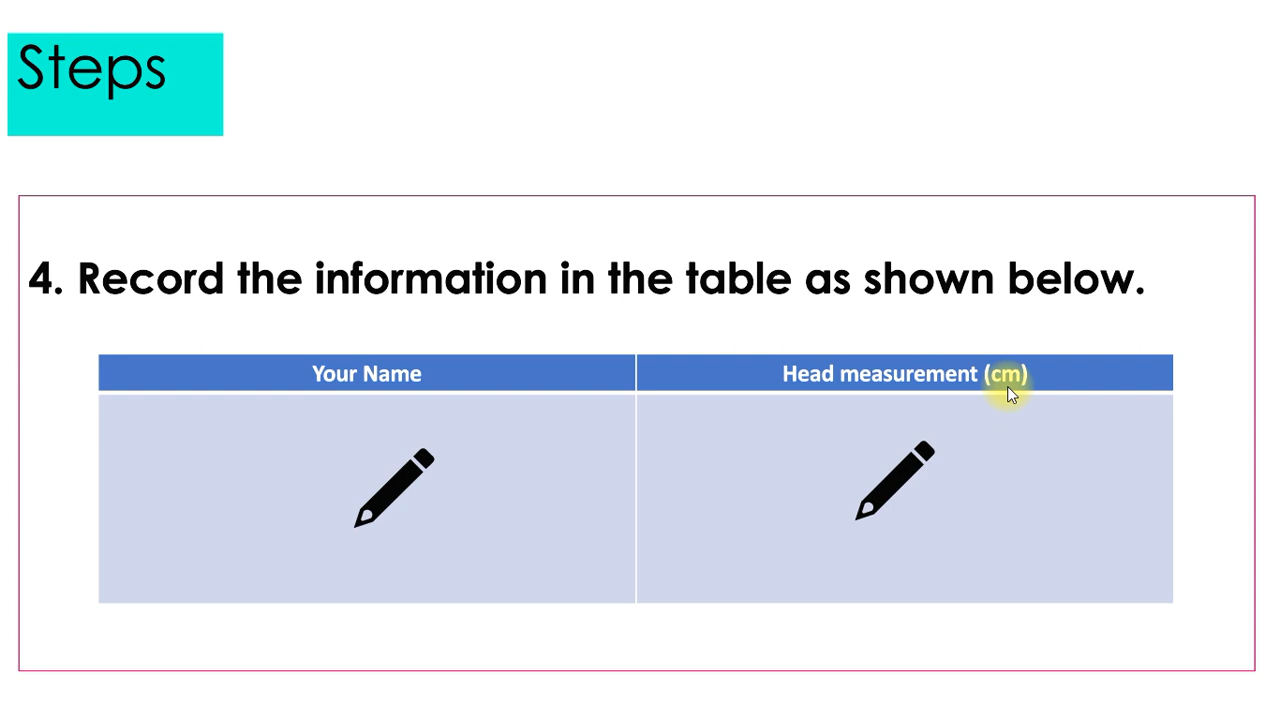 Steps
4. Record the information in the table as shown below.
Your Name
Head measurement (cm)